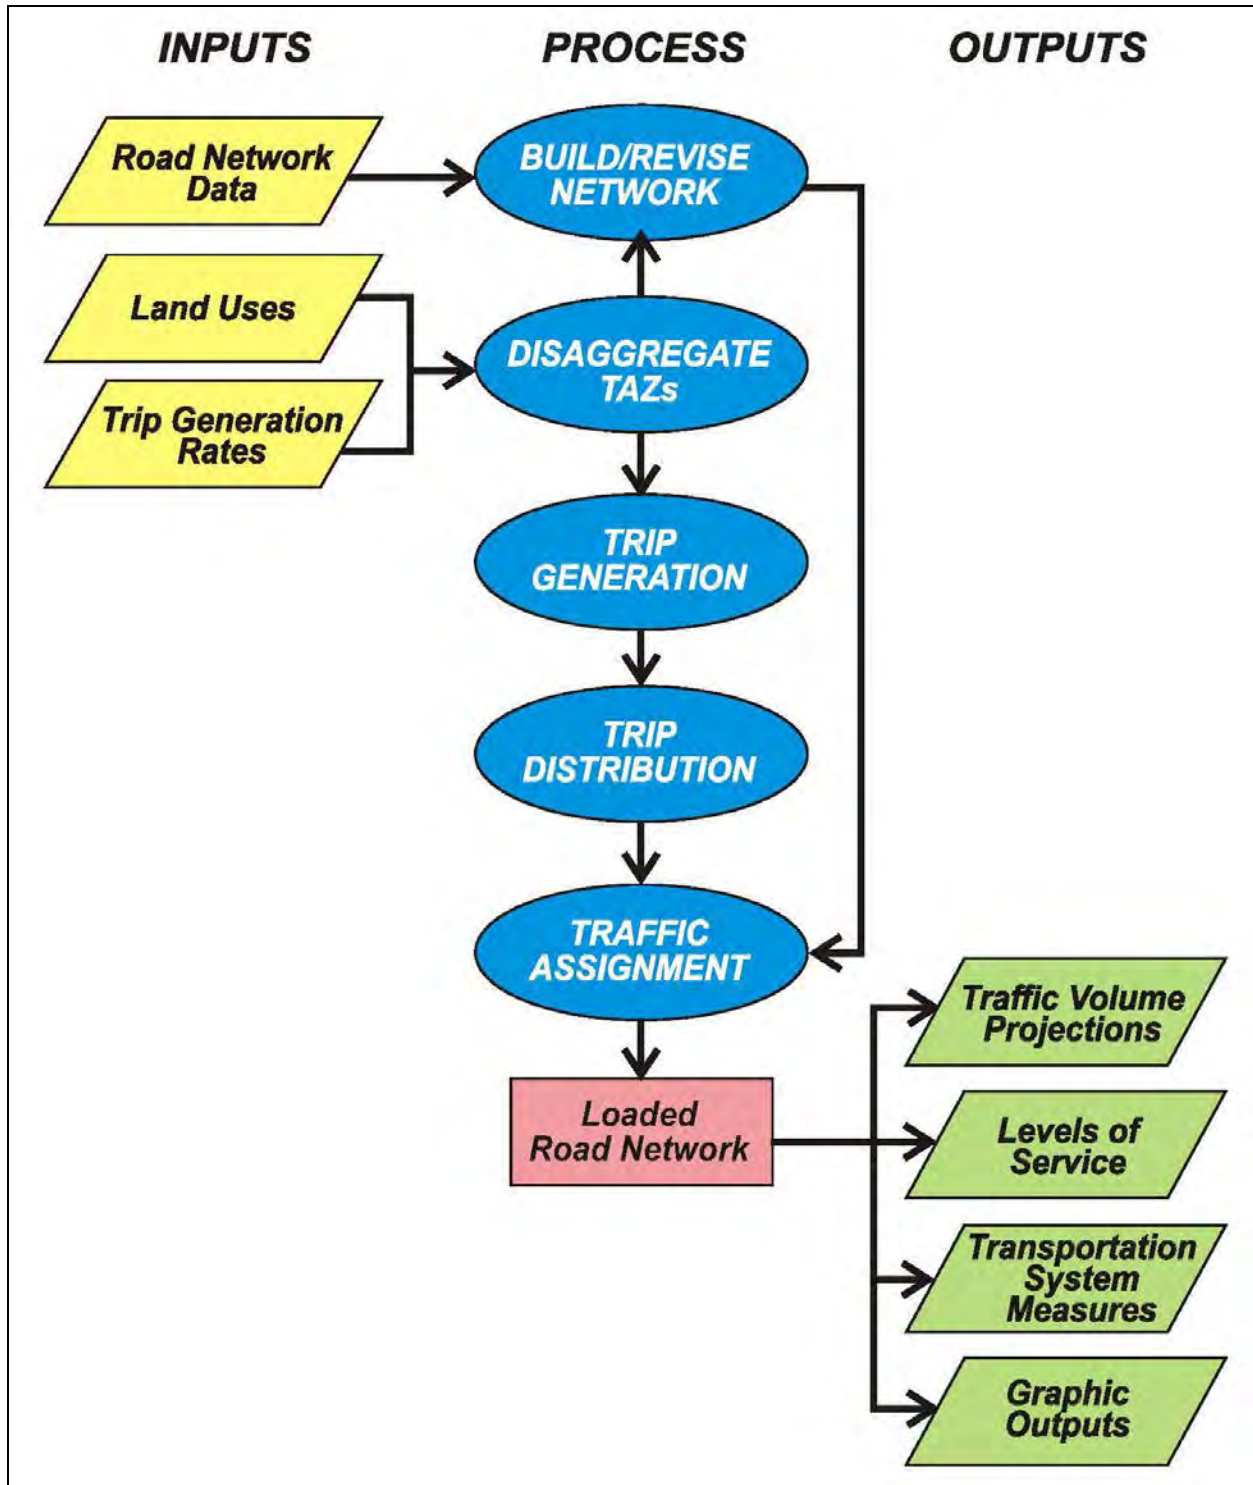 INPUTS
PROCESS
OUTPUTS
Road Network
Data
BUILD/REVISE
NETWORK
Land Uses
DISAGGREGATE
TAZs
Trip Generation
Rates
TRIP
GENERATION
TRIP
DISTRIBUTION
TRAFFIC
ASSIGNMENT
Loaded
Road Network
Traffic Volume
Projections
Levels of
Service
Transportation
System
Measures
Graphic
Outputs